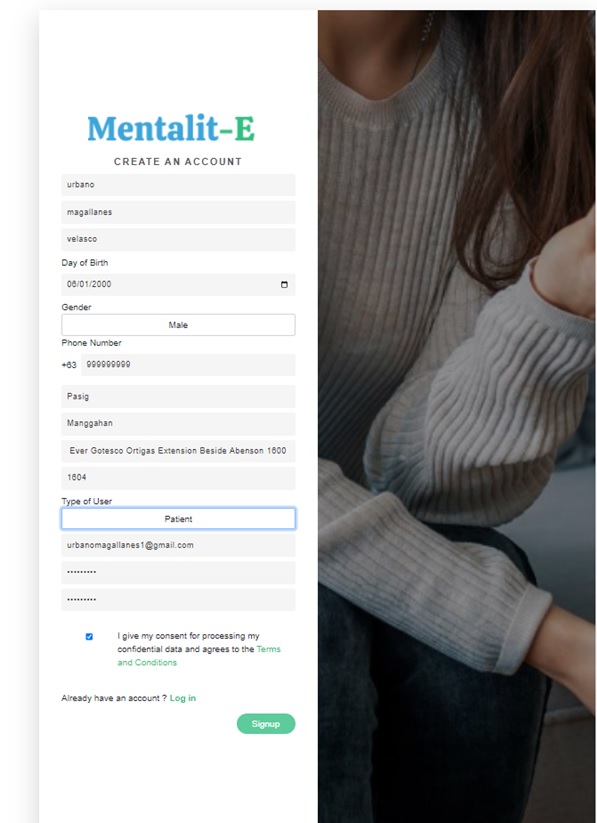 Mentalit-E
CREATE AN ACCOUNT
urbano
magallanes
velasco
Day of Birth
06/01/2000
Gender
Male
Phone Number
+63 999999999
Pasig
Manggahan
Ever Gotesco Ortigas Extension Beside Abenson 1600
1604
Type of User
Patient
urbanomagallanes1@gmail.com
•••••••••
•••••••••
I give my consent for processing my
confidential data and agrees to the Terms
and Conditions
Already have an account ? Log in
Signup